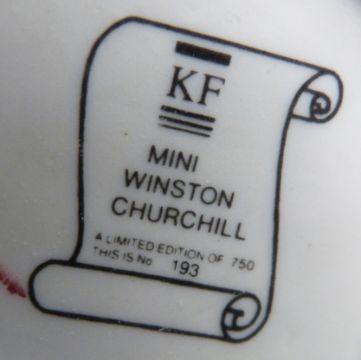 KF
MINI
WINSTON
CHURCHILL
A LIMITED EDITION OF 750
THIS IS No 193